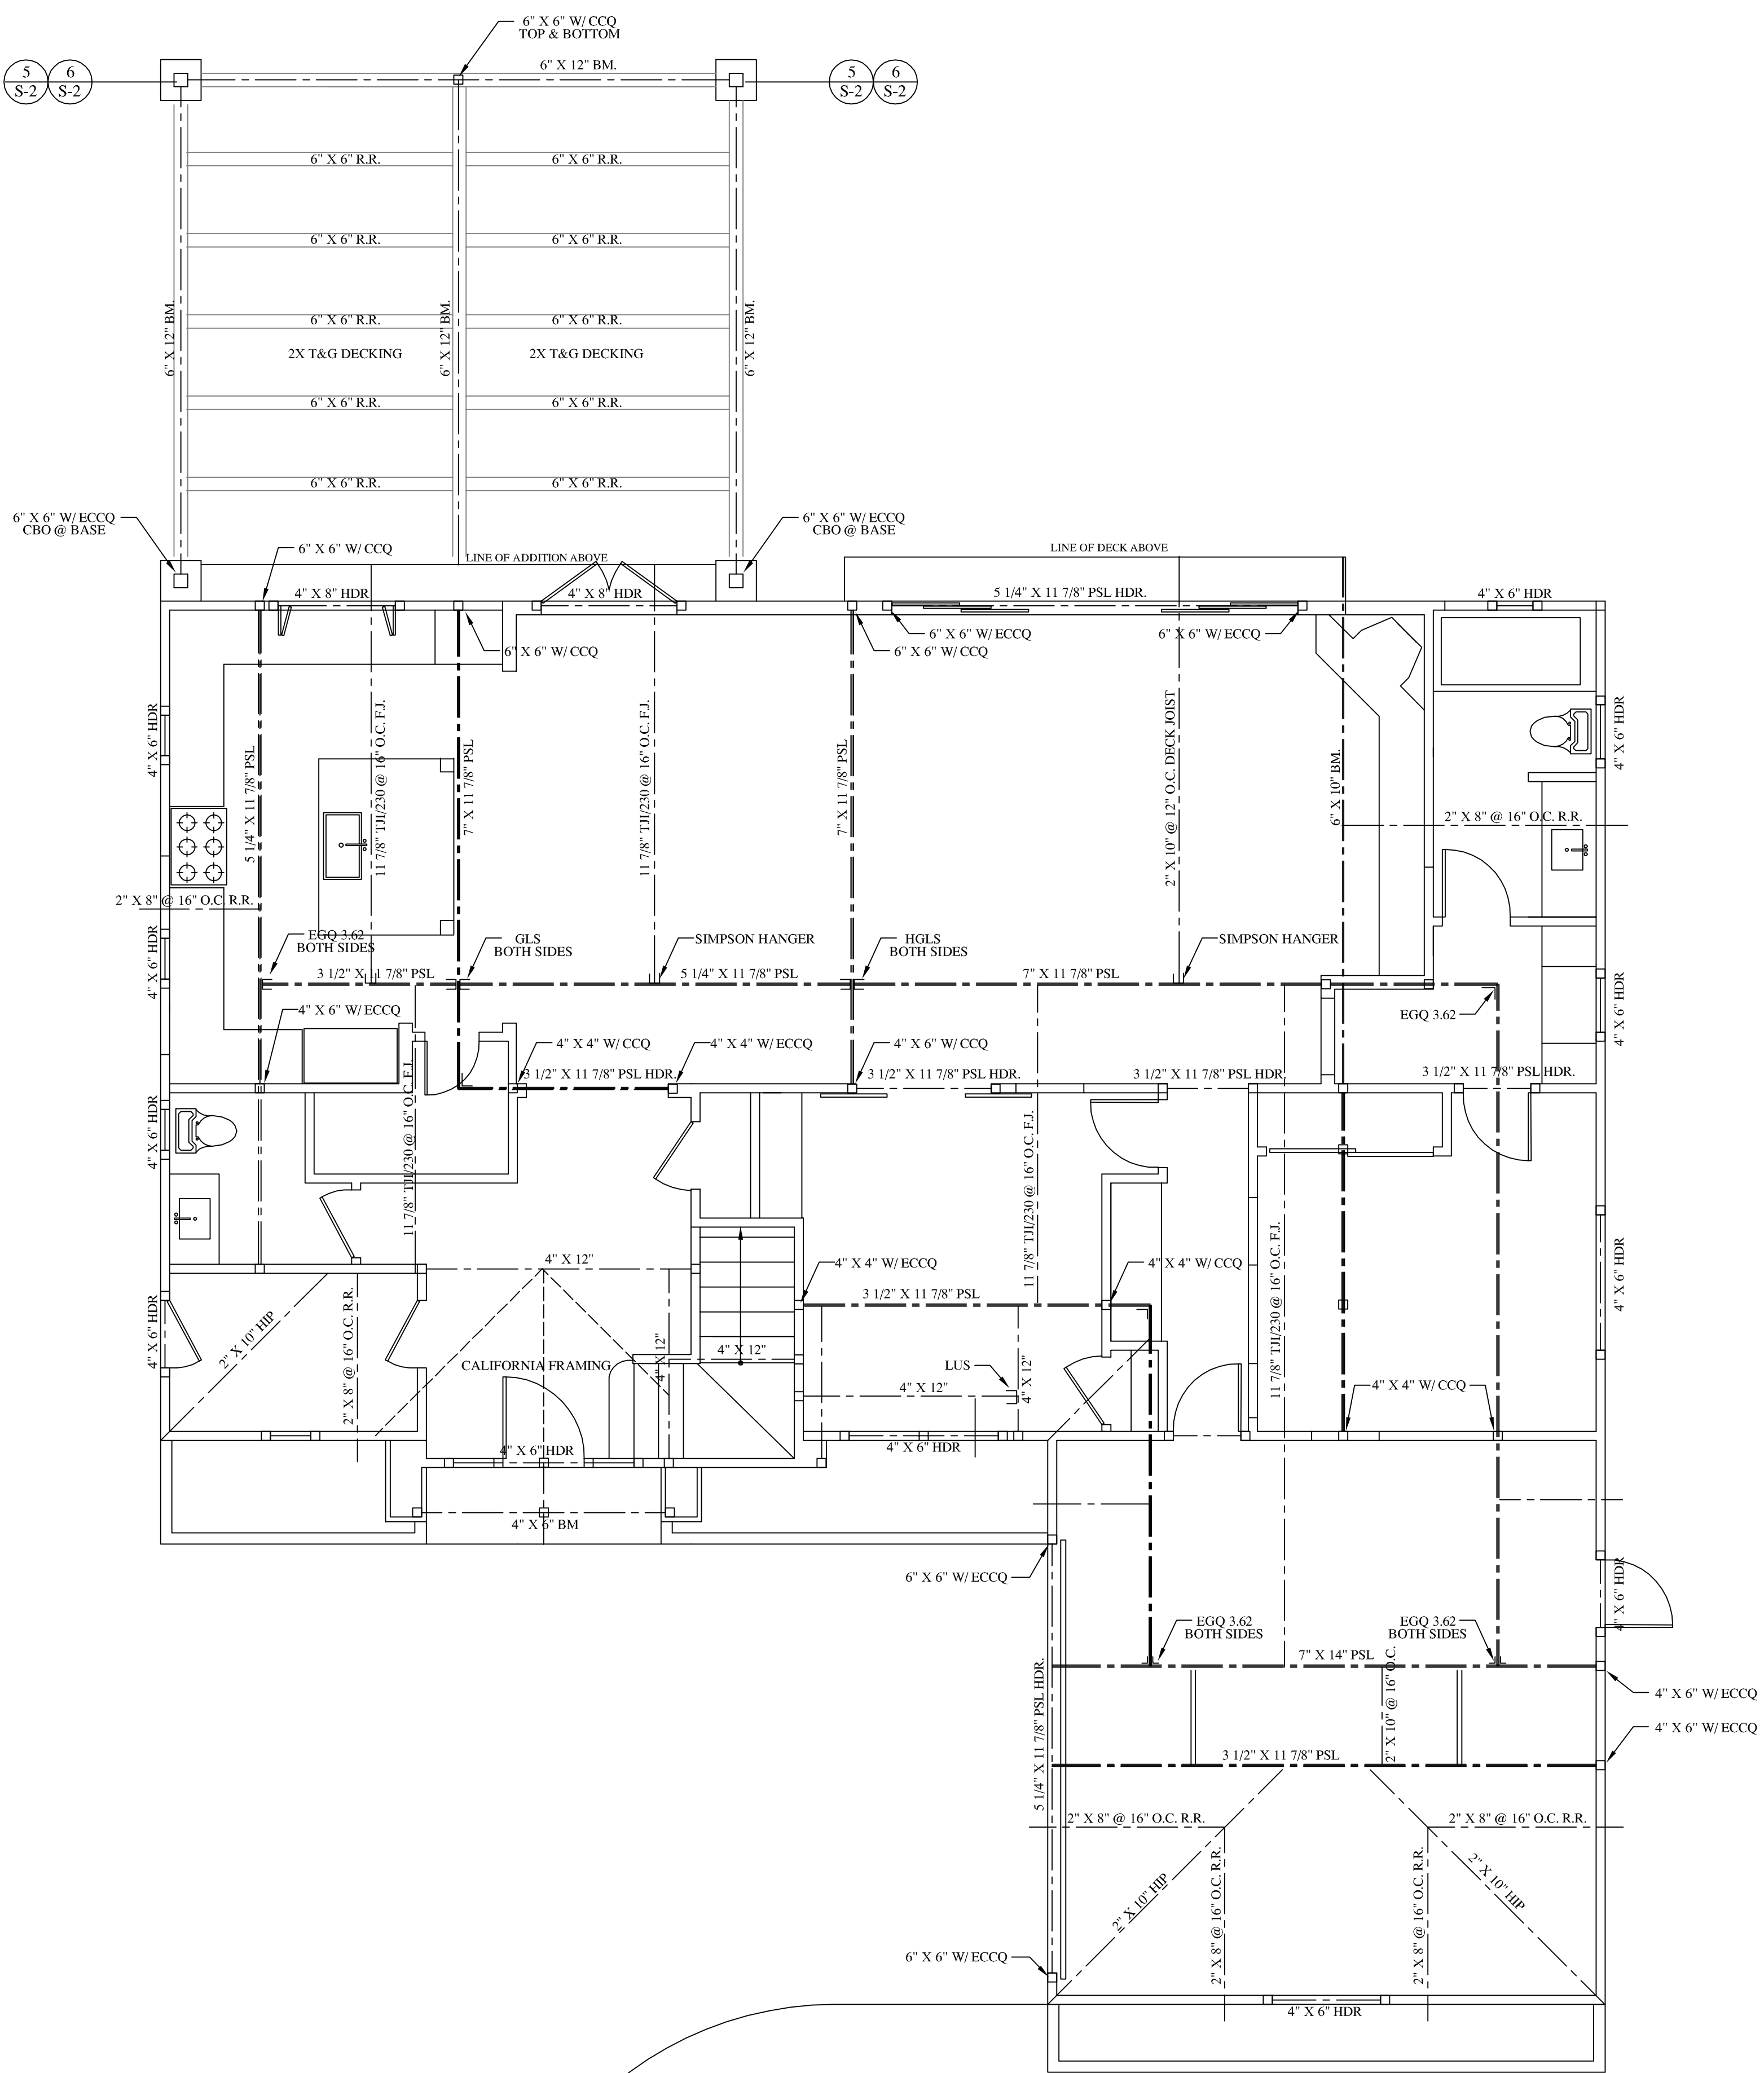 6" X 6" W/ CCQ
TOP & BOTTOM
5
S-2
6
S-2
6" X 12" BM.
5
S-2
6
S-2
6" X 6" R.R.
6" X 6" R.R.
6" X 6" R.R.
6" X 6" R.R.
6" X 12" BM.
6" X 12" BM.
6" X 12" BM.
6" X 6" R.R.
6" X 6" R.R.
2X T&G DECKING
2X T&G DECKING
6" X 6" R.R.
6" X 6" R.R.
6" X 6" R.R.
6" X 6" R.R.
6" X 6" W/ ECCQ
CBO @ BASE
6" X 6" W/ ECCQ
CBO @ BASE
6" X 6" W/ CCQ
LINE OF ADDITION ABOVE
LINE OF DECK ABOVE
4" X 8" HDR
4" X 8" HDR
5 1/4" X 11 7/8" PSL HDR.
4" X 6" HDR
6" X 6" W/ CCQ
6" X 6" W/ CCQ
6" X 6" W/ ECCQ
6" X 6" W/ ECCQ
4" X 6" HDR
5 1/4" X 11 7/8" PSL
11 7/8" TJI/230 @ 16" O.C. F.J.
7" X 11 7/8" PSL
11 7/8" TJI/230 @ 16" O.C. F.J.
7" X 11 7/8" PSL
2" X 10" @ 12" O.C. DECK JOIST
6" X 10" BM.
4" X 6" HDR
2" X 8" @ 16" O.C. R.R.
2" X 8" @ 16" O.C. R.R.
4" X 6" HDR
EGQ 3.62
BOTH SIDES
GLS
BOTH SIDES
SIMPSON HANGER
HGLS
BOTH SIDES
SIMPSON HANGER
3 1/2" X 11 7/8" PSL
5 1/4" X 11 7/8" PSL
7" X 11 7/8" PSL
4" X 6" W/ ECCQ
EGQ 3.62
4" X 6" HDR
4" X 4" W/ CCQ
4" X 4" W/ ECCQ
4" X 6" W/ CCQ
3 1/2" X 11 7/8" PSL HDR.
3 1/2" X 11 7/8" PSL HDR.
3 1/2" X 11 7/8" PSL HDR.
3 1/2" X 11 7/8" PSL HDR.
4" X 6" HDR
11 7/8" TJI/230 @ 16" O.C. F.J.
11 7/8" TJI/230 @ 16" O.C. F.J.
11 7/8" TJI/230 @ 16" O.C. F.J.
4" X 6" HDR
4" X 12"
4" X 4" W/ ECCQ
4" X 4" W/ CCQ
3 1/2" X 11 7/8" PSL
4" X 6" HDR
2" X 10" HIP
2" X 8" @ 16" O.C. R.R.
CALIFORNIA FRAMING
4" X 12"
4" X 12"
LUS
4" X 12"
4" X 12"
4" X 4" W/ CCQ
4" X 6" HDR
4" X 6" HDR
4" X 6" BM
6" X 6" W/ ECCQ
4" X 6" HDR
EGQ 3.62
BOTH SIDES
EGQ 3.62
BOTH SIDES
7" X 14" PSL
4" X 6" W/ ECCQ
5 1/4" X 11 7/8" PSL HDR.
2" X 10" @ 16" O.C.
4" X 6" W/ ECCQ
3 1/2" X 11 7/8" PSL
2" X 8" @ 16" O.C. R.R.
2" X 8" @ 16" O.C. R.R.
2" X 10" HIP
2" X 8" @ 16" O.C. R.R.
2" X 8" @ 16" O.C. R.R.
2" X 10" HIP
6" X 6" W/ ECCQ
4" X 6" HDR